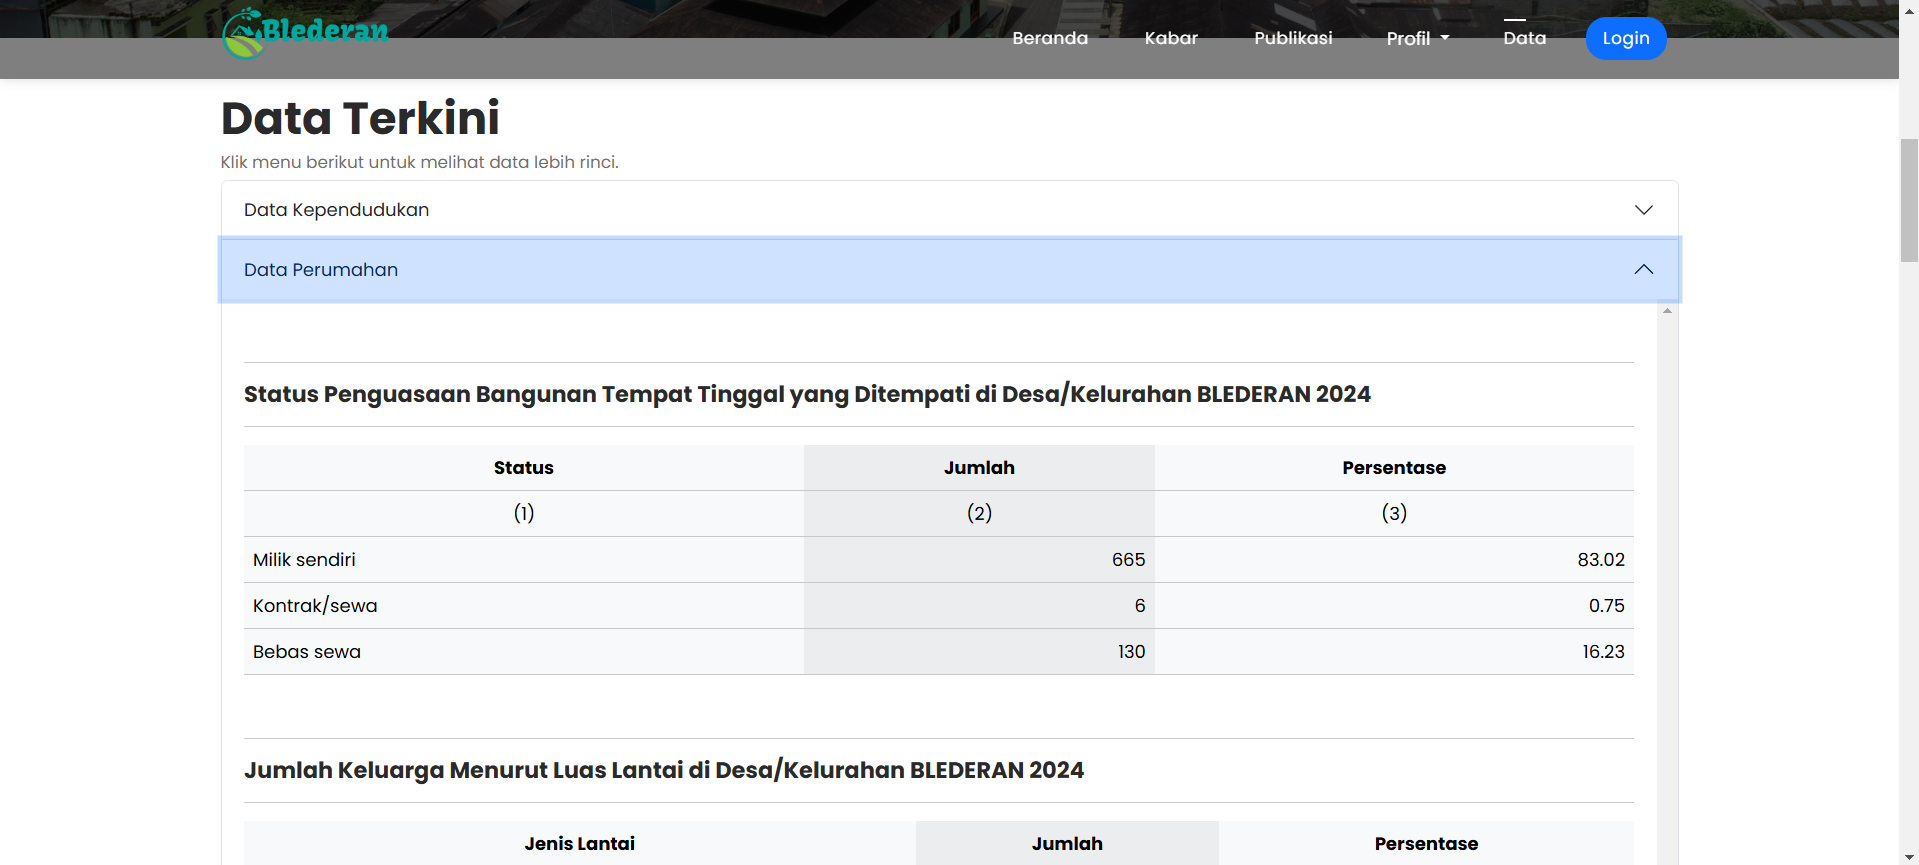 Blederan
Beranda Kabar Publikasi Profil Data Login
Data Terkini
Klik menu berikut untuk melihat data lebih rinci.
Data Kependudukan
Data Perumahan
Status Penguasaan Bangunan Tempat Tinggal yang Ditempati di Desa/Kelurahan BLEDERAN 2024
Status Jumlah Persentase
(1) (2) (3)
Milik sendiri 665 83.02
Kontrak/sewa 6 0.75
Bebas sewa 130 16.23
Jumlah Keluarga Menurut Luas Lantai di Desa/Kelurahan BLEDERAN 2024
Jenis Lantai Jumlah Persentase